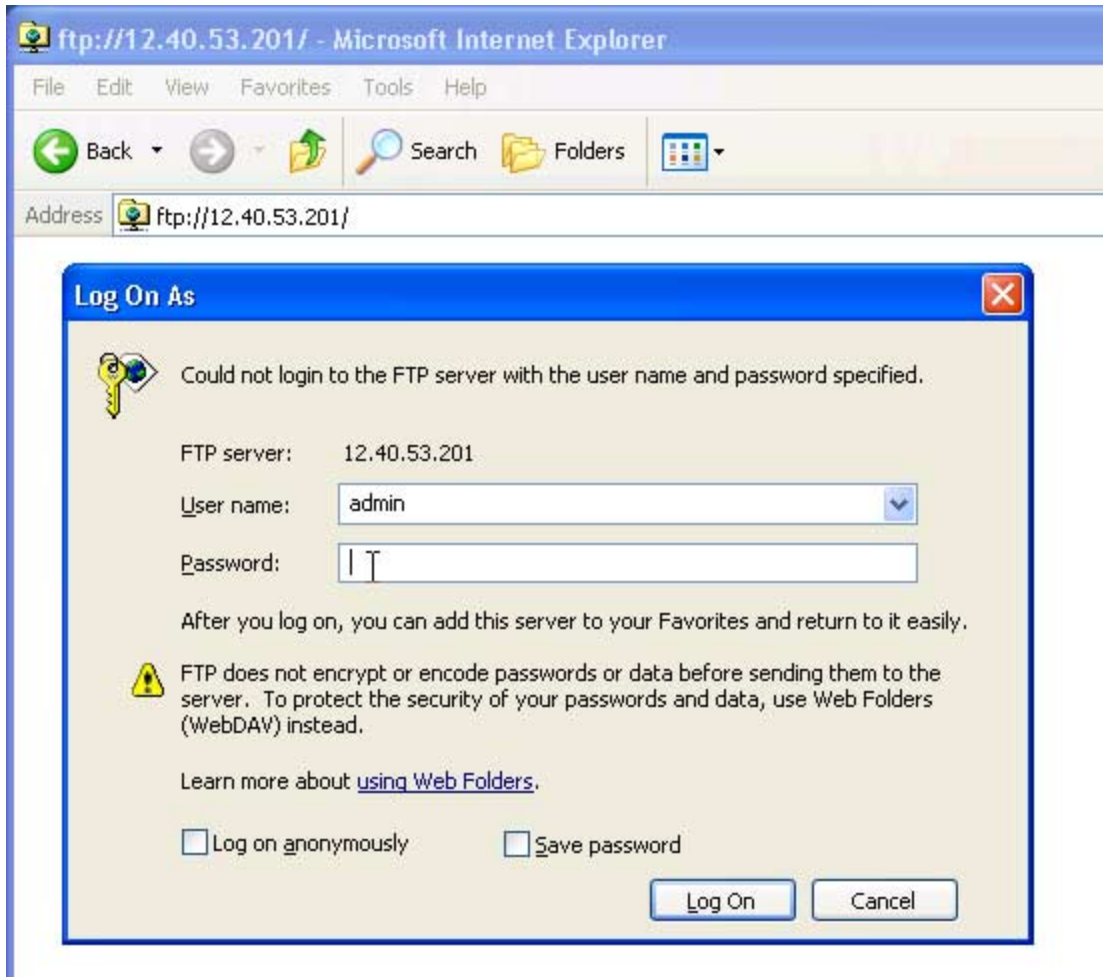 ftp://12.40.53.201/ - Microsoft Internet Explorer
File Edit View Favorites Tools Help
Back Search Folders
Address ftp://12.40.53.201/
Log On As
Could not login to the FTP server with the user name and password specified.
FTP server: 12.40.53.201
User name: admin
Password:
After you log on, you can add this server to your Favorites and return to it easily.
FTP does not encrypt or encode passwords or data before sending them to the
server. To protect the security of your passwords and data, use Web Folders
(WebDAV) instead.
Learn more about using Web Folders.
Log on anonymously Save password
Log On Cancel